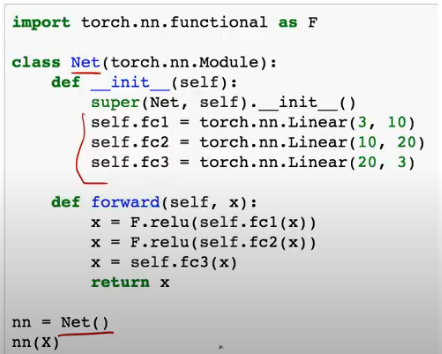 import torch.nn.functional as F
class Net(torch.nn.Module):
    def __init__(self):
        super(Net, self).__init__()
        self.fc1 = torch.nn.Linear(3, 10)
        self.fc2 = torch.nn.Linear(10, 20)
        self.fc3 = torch.nn.Linear(20, 3)
    def forward(self, x):
        x = F.relu(self.fc1(x))
        x = F.relu(self.fc2(x))
        x = self.fc3(x)
        return x
nn = Net()
nn(X)